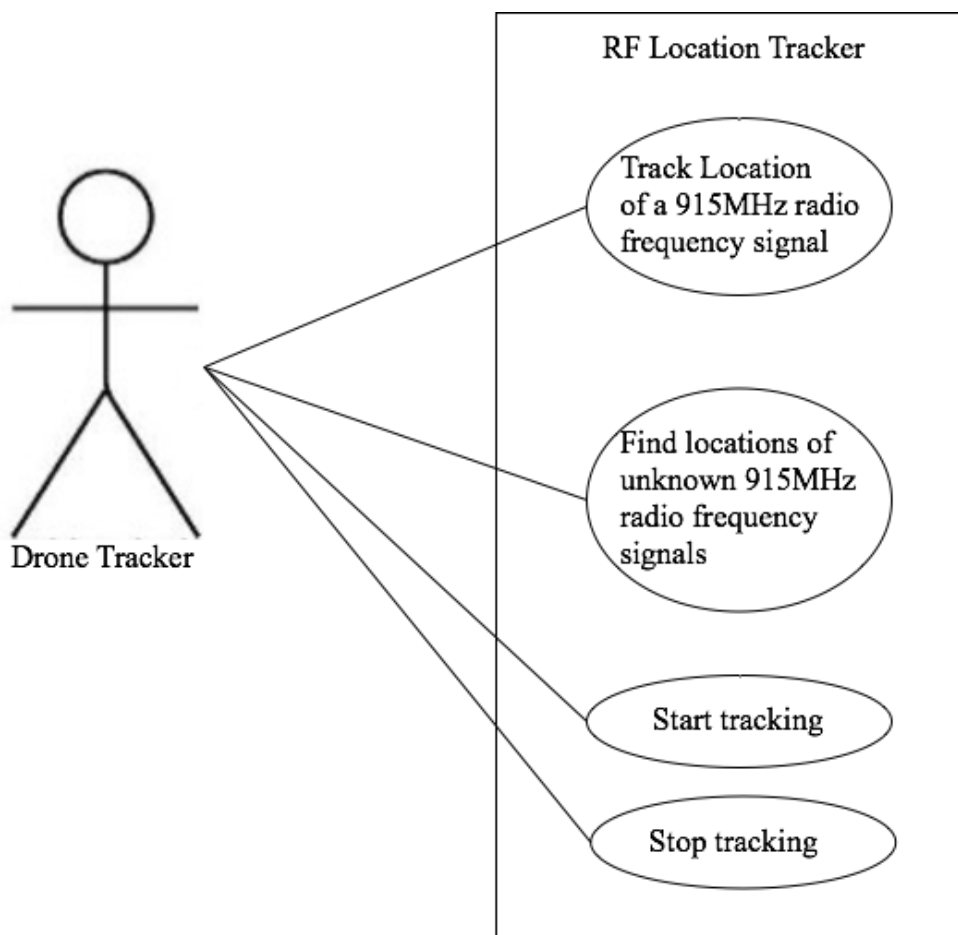 RF Location Tracker
Track Location
of a 915MHz radio
frequency signal
Find locations of
unknown 915MHz
radio frequency
signals
Drone Tracker
Start tracking
Stop tracking